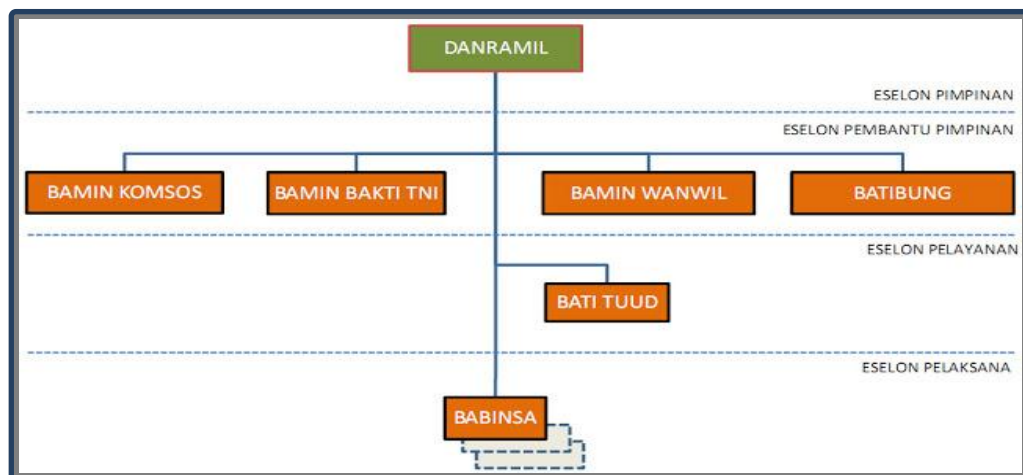 DANRAMIL
ESELON PIMPINAN
ESELON PEMBANTU PIMPINAN
BAMIN KOMSOS
BAMIN BAKTI TNI
BAMIN WANWIL
BATIBUNG
ESELON PELAYANAN
BATI TUUD
ESELON PELAKSANA
BABINSA